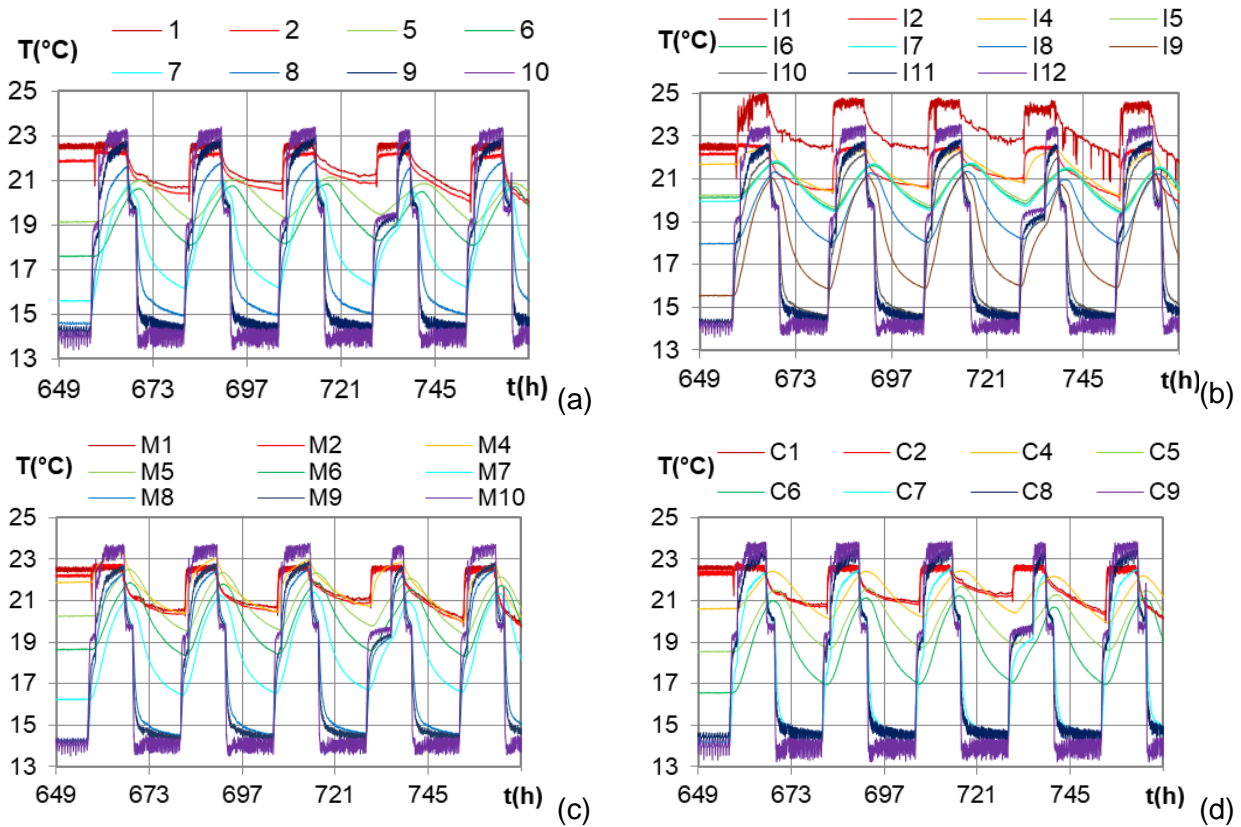 1 2 5 6
T(°C)
7 8 9 10
25
23
21
19
17
15
13
649 673 697 721 745 t(h)
(a)
I1 I2 I4 I5
T(°C)
I6 I7 I8 I9
I10 I11 I12
25
23
21
19
17
15
13
649 673 697 721 745 t(h)
(b)
M1 M2 M4
T(°C)
M5 M6 M7
M8 M9 M10
25
23
21
19
17
15
13
649 673 697 721 745 t(h)
(c)
C1 C2 C4 C5
T(°C)
C6 C7 C8 C9
25
23
21
19
17
15
13
649 673 697 721 745 t(h)
(d)